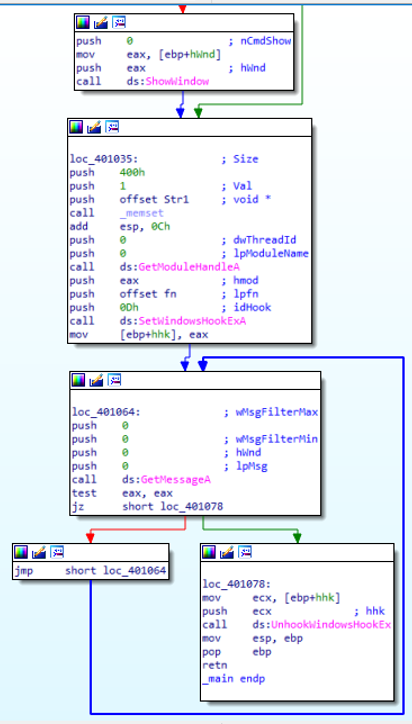 push 0 ; nCmdShow
mov eax, [ebp+hWnd]
push eax ; hWnd
call ds:ShowWindow
loc_401035: ; Size
push 400h
push 1 ; Val
push offset Str1 ; void *
call _memset
add esp, 0Ch
push 0 ; dwThreadId
push 0 ; lpModuleName
call ds:GetModuleHandleA
push eax ; hmod
push offset fn ; lpfn
push 0Dh ; idHook
call ds:SetWindowsHookExA
mov [ebp+hhk], eax
loc_401064: ; wMsgFilterMax
push 0
push 0 ; wMsgFilterMin
push 0 ; hWnd
push 0 ; lpMsg
call ds:GetMessageA
test eax, eax
jz short loc_401078
jmp short loc_401064
loc_401078:
mov ecx, [ebp+hhk]
push ecx ; hhk
call ds:UnhookWindowsHookEx
mov esp, ebp
pop ebp
retn
_main endp